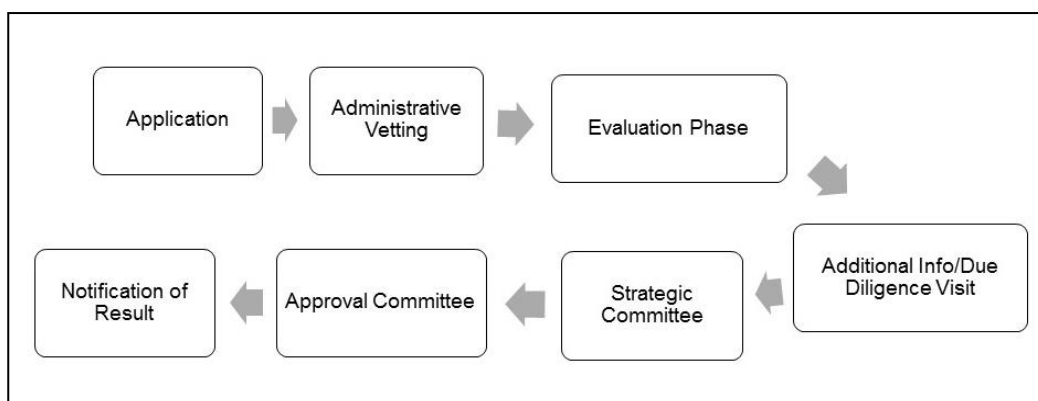 Application
Administrative
Vetting
Evaluation Phase
Additional Info/Due
Diligence Visit
Strategic
Committee
Approval Committee
Notification of
Result